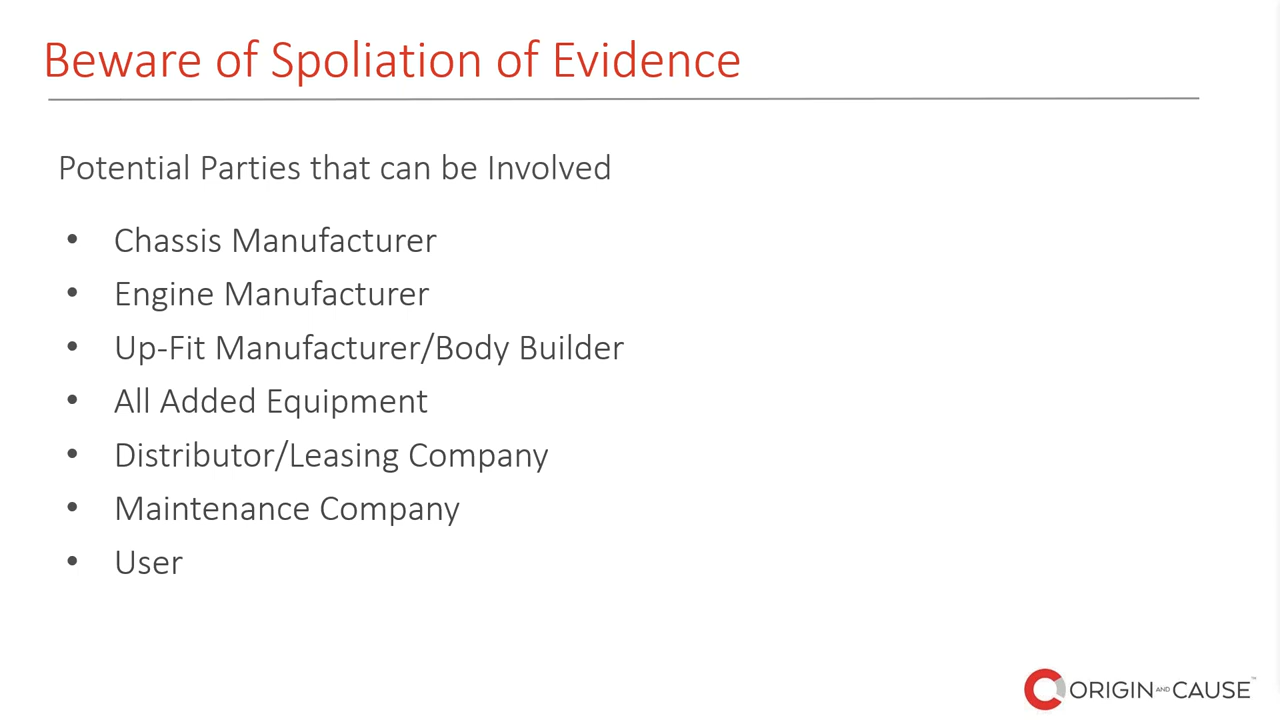 Beware of Spoliation of Evidence
Potential Parties that can be Involved
• Chassis Manufacturer
• Engine Manufacturer
• Up-Fit Manufacturer/Body Builder
• All Added Equipment
• Distributor/Leasing Company
• Maintenance Company
• User
ORIGIN AND CAUSE™